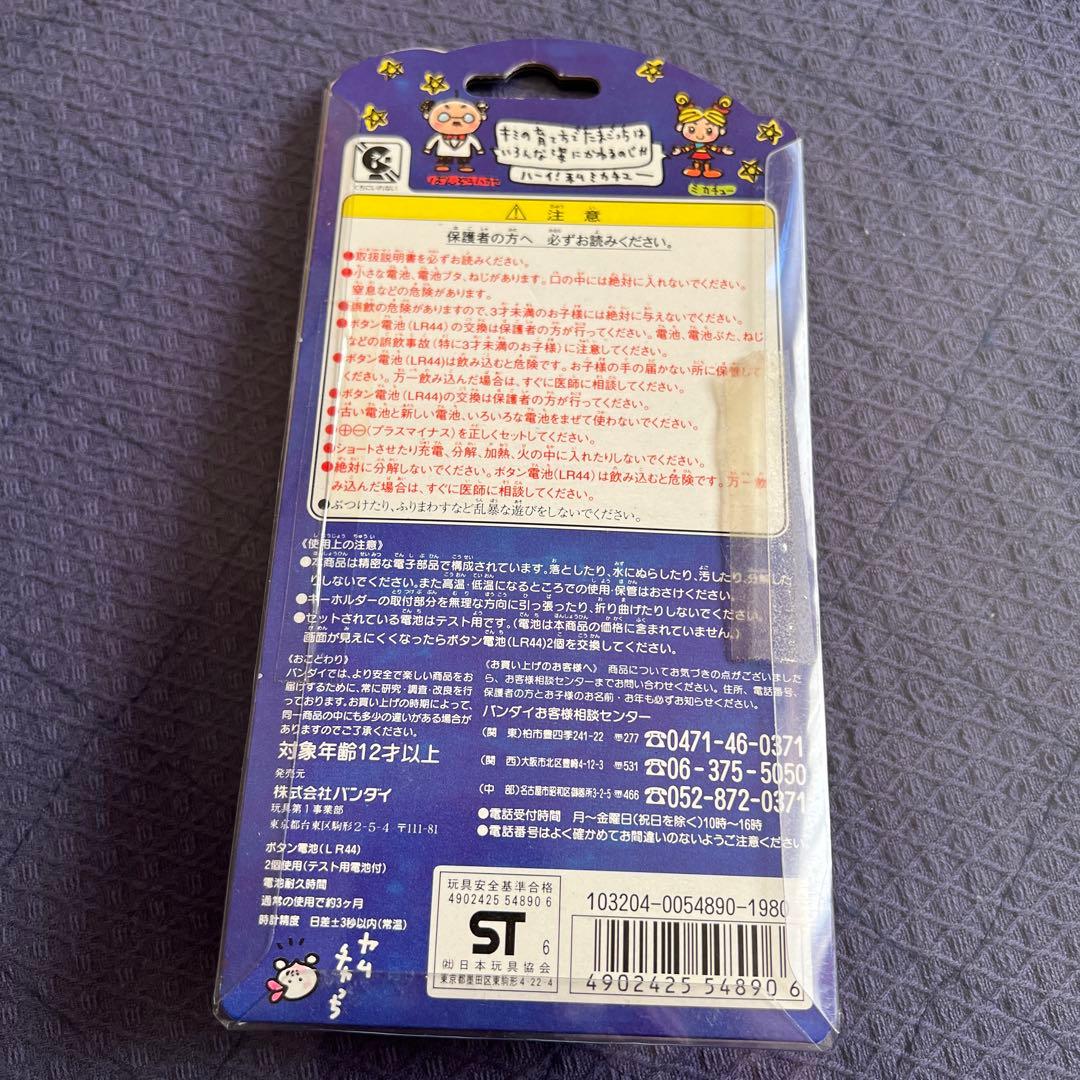 キミの育て方でたまごっちは
いろんな姿にかわるのじゃ!!
ハーイ!私ミカチュー
ばんぞうはかせ
ミカチュー
くちにいれない
注意
保護者の方へ 必ずお読みください。
●取扱説明書を必ずお読みください。
●小さな電池、電池ブタ、ねじがあります。口の中には絶対に入れないでください。
窒息などの危険があります。
●誤飲の危険がありますので、3才未満のお子様には絶対に与えないでください。
●ボタン電池(LR44)の交換は保護者の方が行ってください。電池、電池ぶた、ねじ
などの誤飲事故(特に3才未満のお子様)に注意してください。
●ボタン電池(LR44)は飲み込むと危険です。お子様の手の届かない所に保管して
ください。万一飲み込んだ場合は、すぐに医師に相談してください。
●ボタン電池(LR44)の交換は保護者の方が行ってください。
●古い電池と新しい電池、いろいろな電池をまぜて使わないでください。
●⊕⊖(プラスマイナス)を正しくセットしてください。
●ショートさせたり充電、分解、加熱、火の中に入れたりしないでください。
●絶対に分解しないでください。ボタン電池(LR44)は飲み込むと危険です。万一飲
み込んだ場合は、すぐに医師に相談してください。
●ぶつけたり、ふりまわすなど乱暴な遊びをしないでください。
《使用上の注意》
●本商品は精密な電子部品で構成されています。落としたり、水にぬらしたり、汚したり、分解した
りしないでください。また高温・低温になるところでの使用・保管はおさけください。
●キーホルダーの取付部分を無理な方向に引っ張ったり、折り曲げたりしないでください。
●セットされている電池はテスト用です。(電池は本商品の価格に含まれていません。)
画面が見えにくくなったらボタン電池(LR44)2個を交換してください。
《おことわり》
バンダイでは、より安全で楽しい商品をお
届けするために、常に研究・調査・改良を行
っております。お買い上げの時期によって、
同一商品の中にも多少の違いがある場合が
ありますのでご了承ください。
対象年齢12才以上
発売元
株式会社バンダイ
玩具第1事業部
東京都台東区駒形2-5-4 〒111-81
ボタン電池(LR44)
2個使用(テスト用電池付)
電池耐久時間
通常の使用で約3ヶ月
時計精度 日差±3秒以内(常温)
《お買い上げのお客様へ》 商品についてお気づきの点がございました
ら、お客様相談センターまでお問い合わせください。住所、電話番号、
保護者の方とお子様のお名前・お年も必ずお知らせください。
バンダイお客様相談センター
(関 東)柏市豊四季241-22 〒277 ☎0471-46-0371
(関 西)大阪市北区豊崎4-12-3 〒531 ☎06-375-5050
(中 部)名古屋市昭和区御器所3-2-5 〒466 ☎052-872-0371
●電話受付時間 月～金曜日(祝日を除く)10時～16時
●電話番号はよく確かめてお間違いのないようご注意ください。
玩具安全基準合格
4902425 54890 6
ST 6
(社)日本玩具協会
東京都墨田区東駒形4-22-4
103204-0054890-1980
4902425 548906